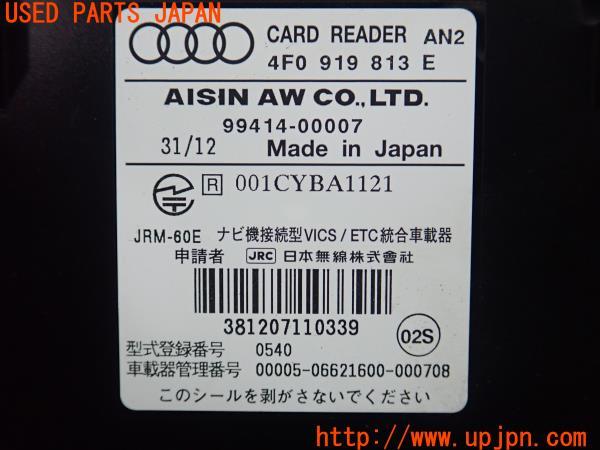 USED PARTS JAPAN
CARD READER AN2
4F0 919 813 E
AISIN AW CO.,LTD.
99414-00007
31/12 Made in Japan
R 001CYBA1121
JRM-60E ナビ機接続型VICS/ETC統合車載器
申請者 JRC 日本無線株式会社
381207110339
02S
型式登録番号 0540
車載器管理番号 00005-06621600-000708
このシールを剥がさないでください
http://www.upjpn.com/